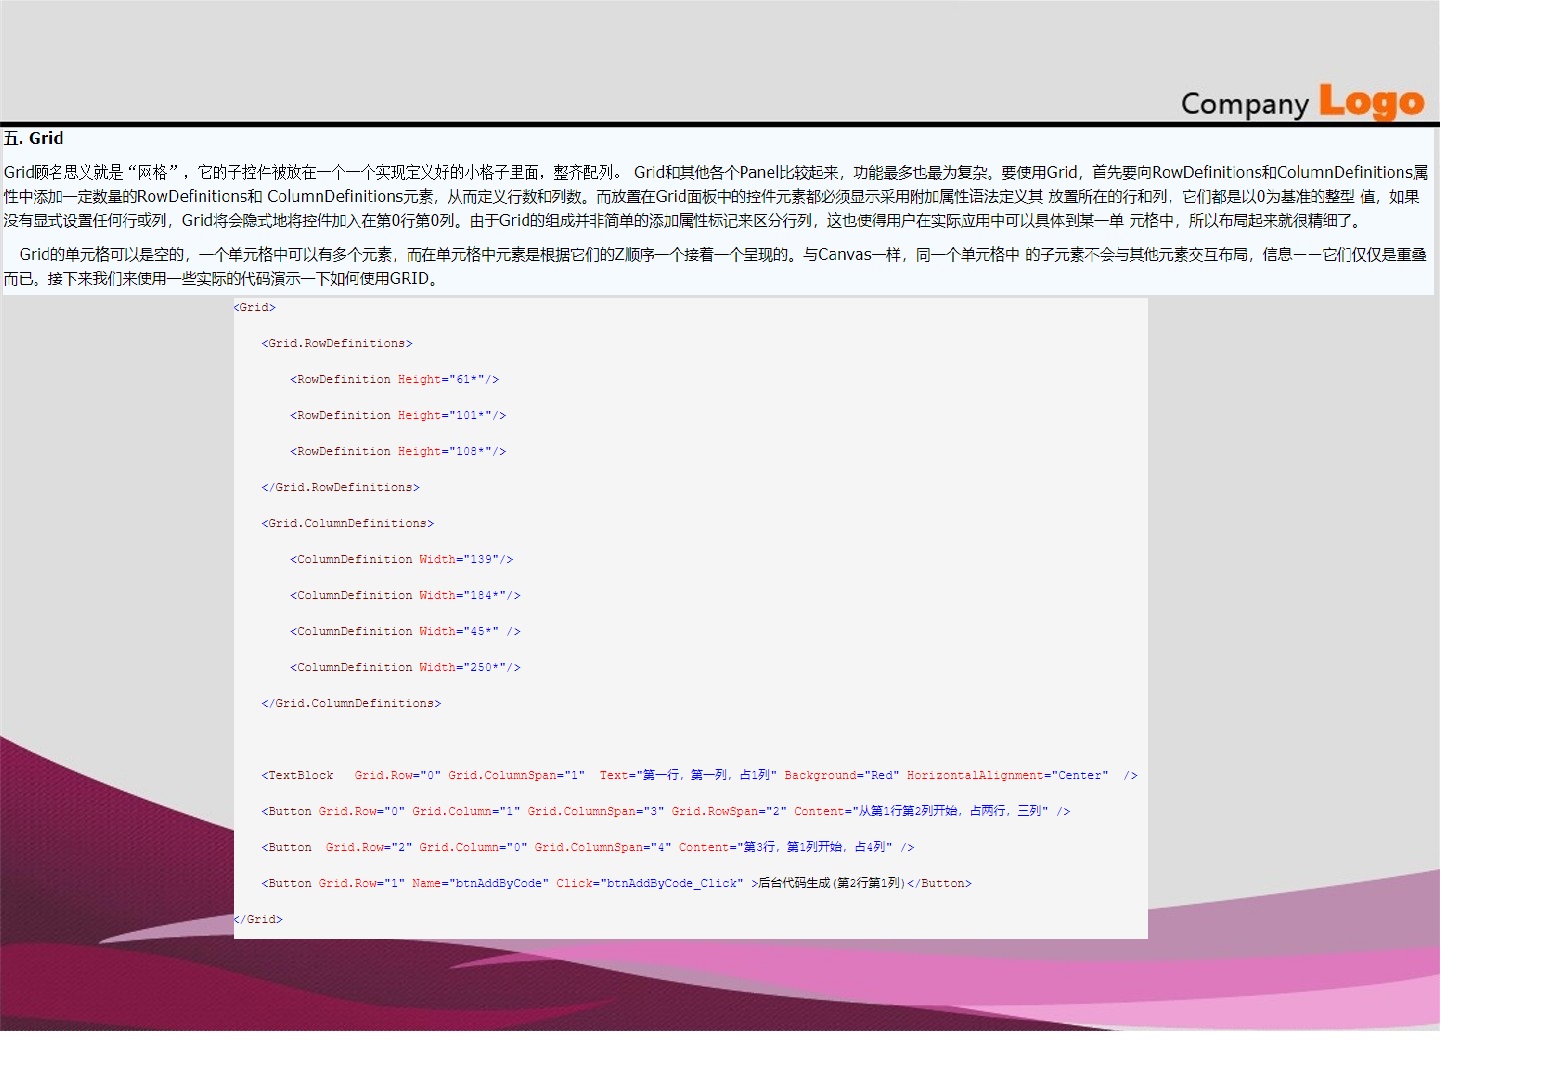 Company Logo
五. Grid
Grid顾名思义就是“网格”，它的子控件被放在一个一个实现定义好的小格子里面，整齐配列。 Grid和其他各个Panel比较起来，功能最多也最为复杂。要使用Grid，首先要向RowDefinitions和ColumnDefinitions属
性中添加一定数量的RowDefinitions和 ColumnDefinitions元素，从而定义行数和列数。而放置在Grid面板中的控件元素都必须显示采用附加属性语法定义其 放置所在的行和列，它们都是以0为基准的整型 值，如果
没有显式设置任何行或列，Grid将会隐式地将控件加入在第0行第0列。由于Grid的组成并非简单的添加属性标记来区分行列，这也使得用户在实际应用中可以具体到某一单 元格中，所以布局起来就很精细了。
Grid的单元格可以是空的，一个单元格中可以有多个元素，而在单元格中元素是根据它们的Z顺序一个接着一个呈现的。与Canvas一样，同一个单元格中 的子元素不会与其他元素交互布局，信息——它们仅仅是重叠
而已。接下来我们来使用一些实际的代码演示一下如何使用GRID。
<Grid>
<Grid.RowDefinitions>
<RowDefinition Height="61*"/>
<RowDefinition Height="101*"/>
<RowDefinition Height="108*"/>
</Grid.RowDefinitions>
<Grid.ColumnDefinitions>
<ColumnDefinition Width="139"/>
<ColumnDefinition Width="184*"/>
<ColumnDefinition Width="45*" />
<ColumnDefinition Width="250*"/>
</Grid.ColumnDefinitions>
<TextBlock   Grid.Row="0" Grid.ColumnSpan="1"  Text="第一行，第一列，占1列" Background="Red" HorizontalAlignment="Center"  />
<Button Grid.Row="0" Grid.Column="1" Grid.ColumnSpan="3" Grid.RowSpan="2" Content="从第1行第2列开始，占两行，三列" />
<Button  Grid.Row="2" Grid.Column="0" Grid.ColumnSpan="4" Content="第3行，第1列开始，占4列" />
<Button Grid.Row="1" Name="btnAddByCode" Click="btnAddByCode_Click" >后台代码生成(第2行第1列)</Button>
</Grid>